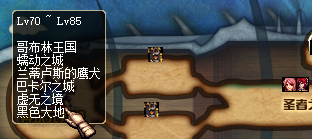 Lv70 ~ Lv85
哥布林王国
蠕动之城
兰蒂卢斯的鹰犬
巴卡尔之城
虚无之境
黑色大地
圣者之